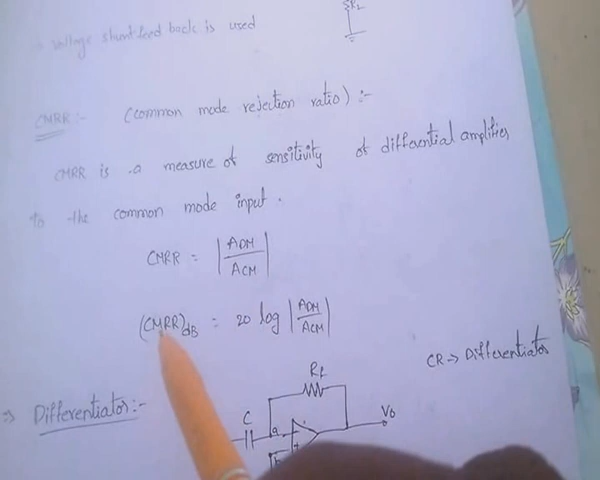 RL
voltage shunt feed back is used
CMRR :- (common mode rejection ratio) :-
CMRR is a measure of sensitivity of differential amplifier
to the common mode input.
CMRR = |ADM/ACM|
(CMRR)dB = 20 log |ADM/ACM|
CR → Differentiator
⇒ Differentiator :-
Rf
C
a
-
+
b
Vo